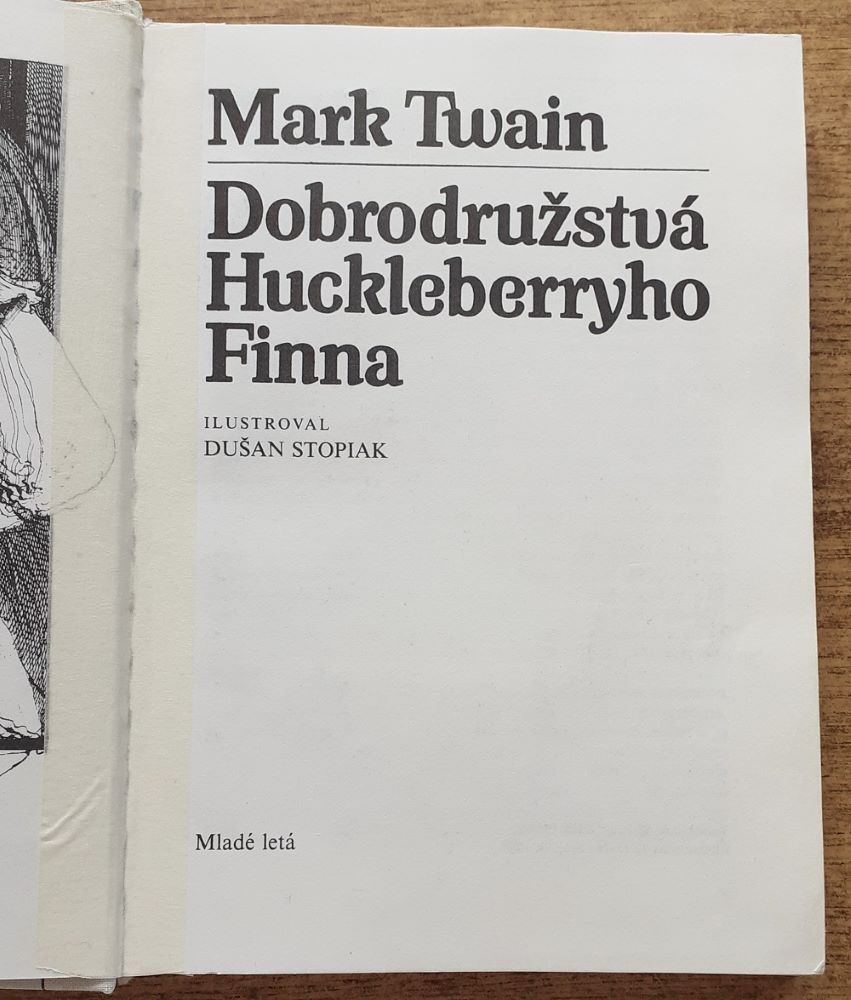 Mark Twain
Dobrodružstvá
Huckleberryho
Finna
ILUSTROVAL
DUŠAN STOPIAK
Mladé letá